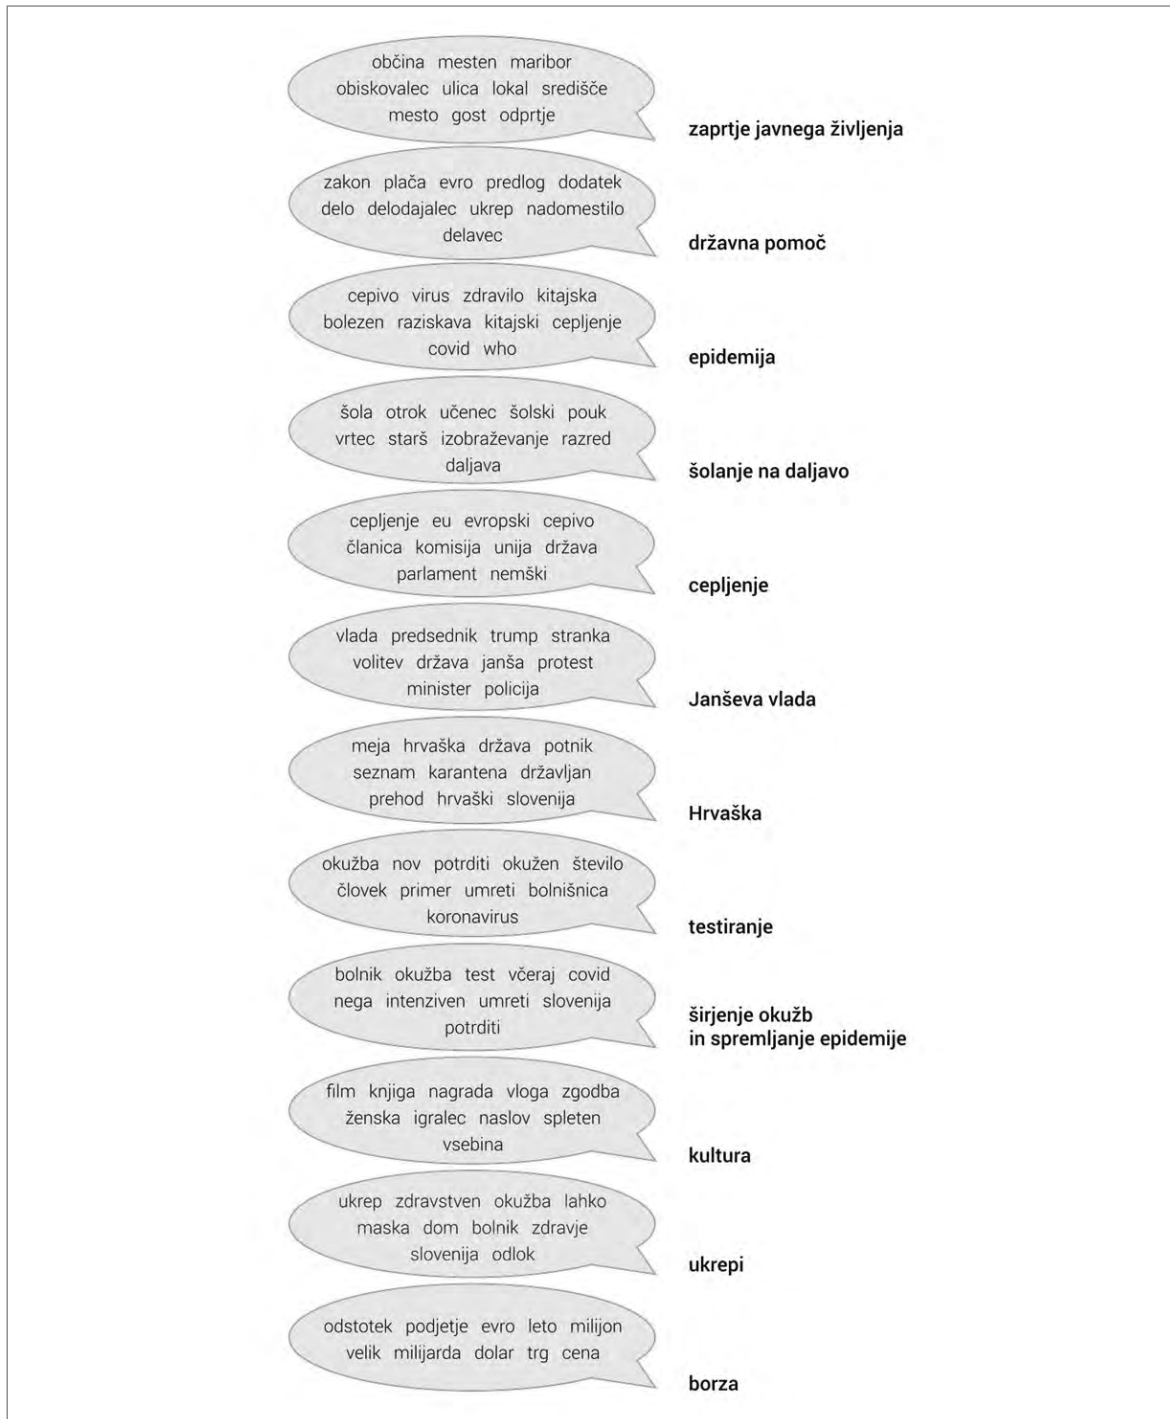 občina mesten maribor
obiskovalec ulica lokal središče
mesto gost odprtje
zaprtje javnega življenja
zakon plača evro predlog dodatek
delo delodajalec ukrep nadomestilo
delavec
državna pomoč
cepivo virus zdravilo kitajska
bolezen raziskava kitajski cepljenje
covid who
epidemija
šola otrok učenec šolski pouk
vrtec starš izobraževanje razred
daljava
šolanje na daljavo
cepljenje eu evropski cepivo
članica komisija unija država
parlament nemški
cepljenje
vlada predsednik trump stranka
volitev država janša protest
minister policija
Janševa vlada
meja hrvaška država potnik
seznam karantena državljan
prehod hrvaški slovenija
Hrvaška
okužba nov potrditi okužen število
človek primer umreti bolnišnica
koronavirus
testiranje
bolnik okužba test včeraj covid
nega intenziven umreti slovenija
potrditi
širjenje okužb
in spremljanje epidemije
film knjiga nagrada vloga zgodba
ženska igralec naslov spleten
vsebina
kultura
ukrep zdravstven okužba lahko
maska dom bolnik zdravje
slovenija odlok
ukrepi
odstotek podjetje evro leto milijon
velik milijarda dolar trg cena
borza